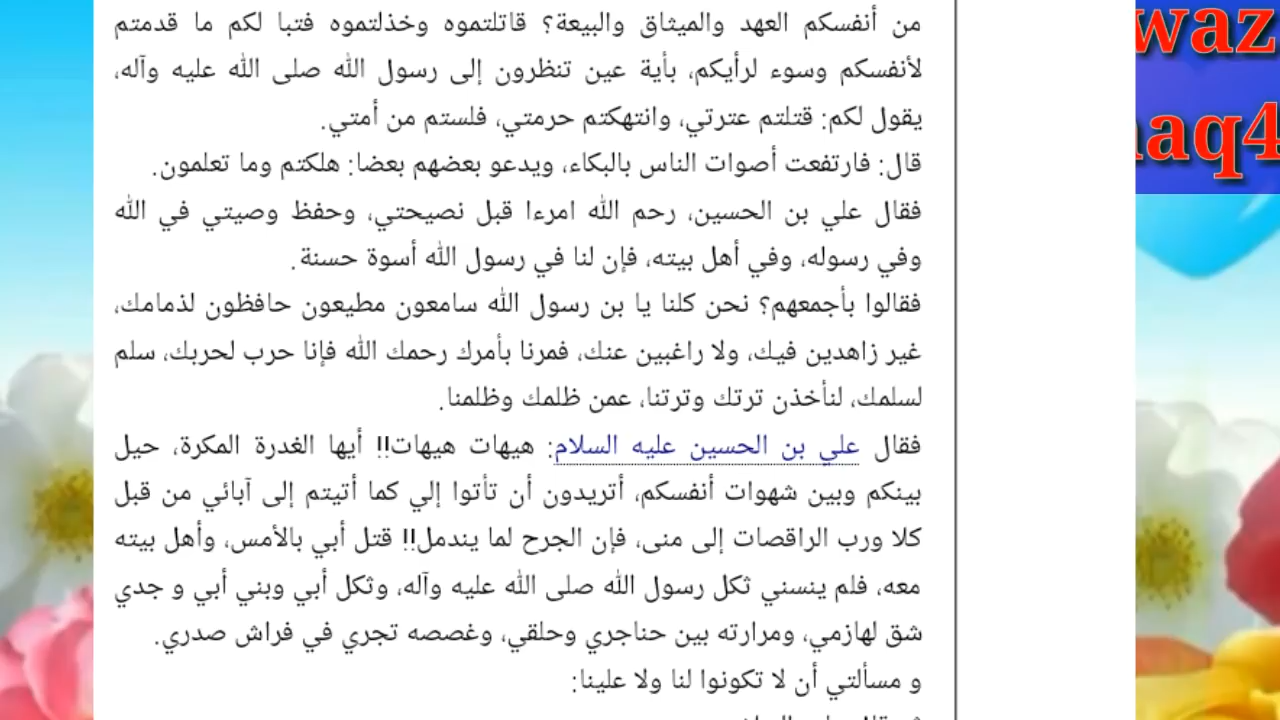 من أنفسكم العهد والميثاق والبيعة؟ قاتلتموه وخذلتموه فتبا لكم ما قدمتم
لأنفسكم وسوء لرأيكم، بأية عين تنظرون إلى رسول الله صلى الله عليه وآله،
يقول لكم: قتلتم عترتي، وانتهكتم حرمتي، فلستم من أمتي.
قال: فارتفعت أصوات الناس بالبكاء، ويدعو بعضهم بعضا: هلكتم وما تعلمون.
فقال علي بن الحسين، رحم الله امرءا قبل نصيحتي، وحفظ وصيتي في الله
وفي رسوله، وفي أهل بيته، فإن لنا في رسول الله أسوة حسنة.
فقالوا بأجمعهم؟ نحن كلنا يا بن رسول الله سامعون مطيعون حافظون لذمامك،
غير زاهدين فيك، ولا راغبين عنك، فمرنا بأمرك رحمك الله فإنا حرب لحربك، سلم
لسلمك، لنأخذن ترتك وترتنا، عمن ظلمك وظلمنا.
فقال علي بن الحسين عليه السلام: هيهات هيهات!! أيها الغدرة المكرة، حيل
بينكم وبين شهوات أنفسكم، أتريدون أن تأتوا إلي كما أتيتم إلى آبائي من قبل
كلا ورب الراقصات إلى منى، فإن الجرح لما يندمل!! قتل أبي بالأمس، وأهل بيته
معه، فلم ينسني ثكل رسول الله صلى الله عليه وآله، وثكل أبي وبني أبي و جدي
شق لهازمي، ومرارته بين حناجري وحلقي، وغصصه تجري في فراش صدري.
و مسألتي أن لا تكونوا لنا ولا علينا:
waz
aq4